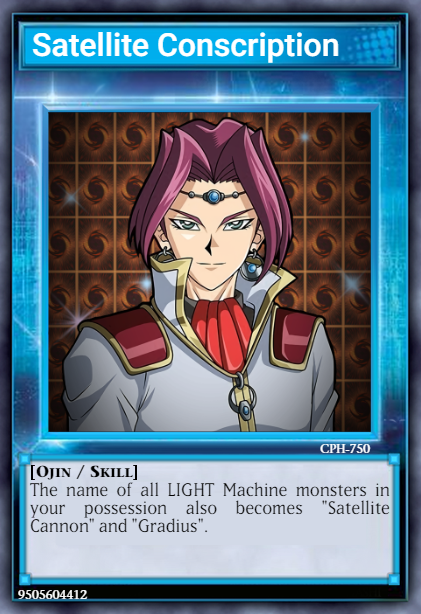 Satellite Conscription
CPH-750
[OJIN / SKILL]
The name of all LIGHT Machine monsters in
your possession also becomes "Satellite
Cannon" and "Gradius".
9505604412